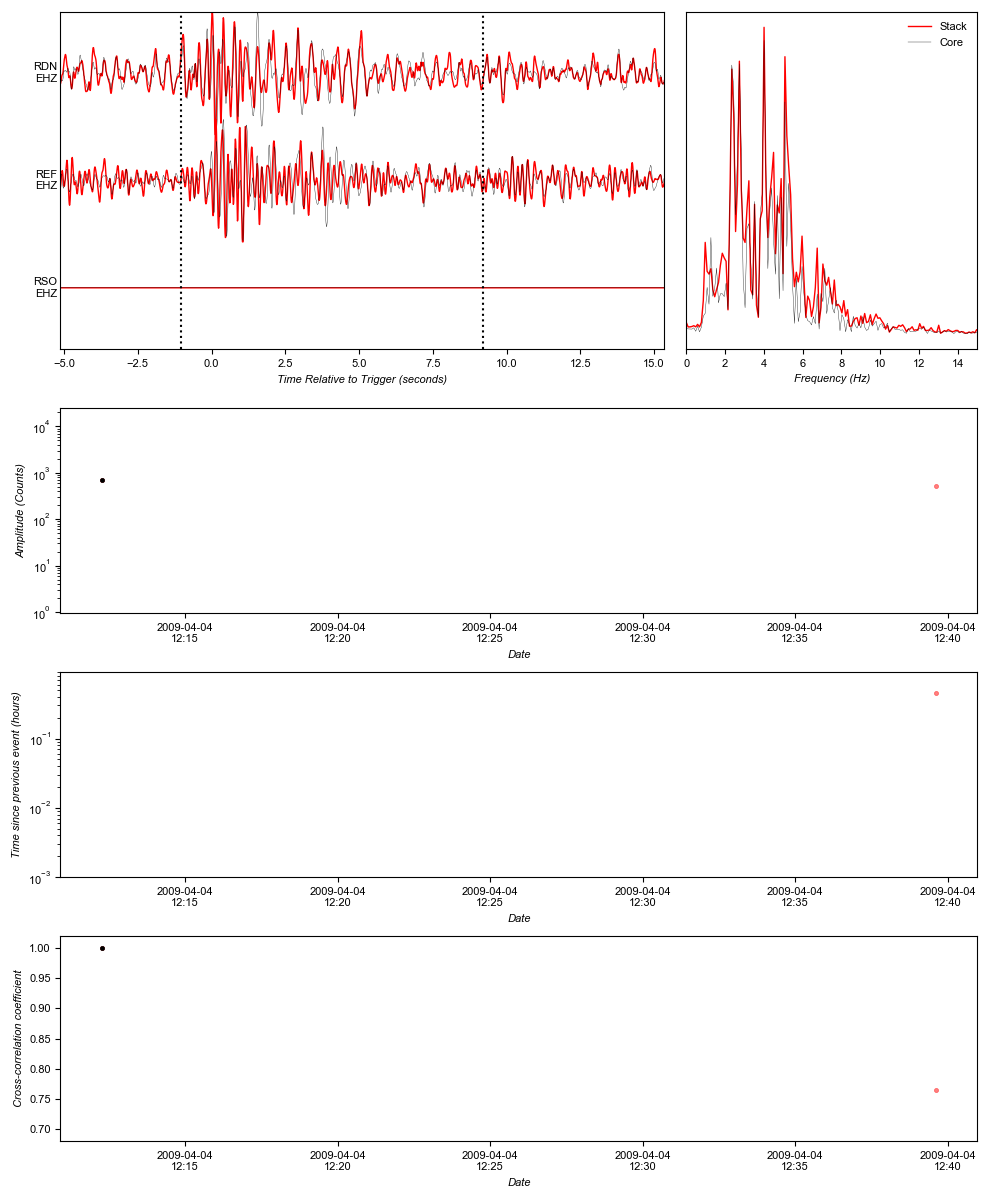 RDN
EHZ
REF
EHZ
RSO
EHZ
−5.0 −2.5 0.0 2.5 5.0 7.5 10.0 12.5 15.0
Time Relative to Trigger (seconds)
Stack
Core
0 2 4 6 8 10 12 14
Frequency (Hz)
10^4
10^3
10^2
10^1
10^0
Amplitude (Counts)
2009-04-04 2009-04-04 2009-04-04 2009-04-04 2009-04-04 2009-04-04
12:15 12:20 12:25 12:30 12:35 12:40
Date
10^−1
10^−2
10^−3
Time since previous event (hours)
2009-04-04 2009-04-04 2009-04-04 2009-04-04 2009-04-04 2009-04-04
12:15 12:20 12:25 12:30 12:35 12:40
Date
1.00
0.95
0.90
0.85
0.80
0.75
0.70
Cross-correlation coefficient
2009-04-04 2009-04-04 2009-04-04 2009-04-04 2009-04-04 2009-04-04
12:15 12:20 12:25 12:30 12:35 12:40
Date